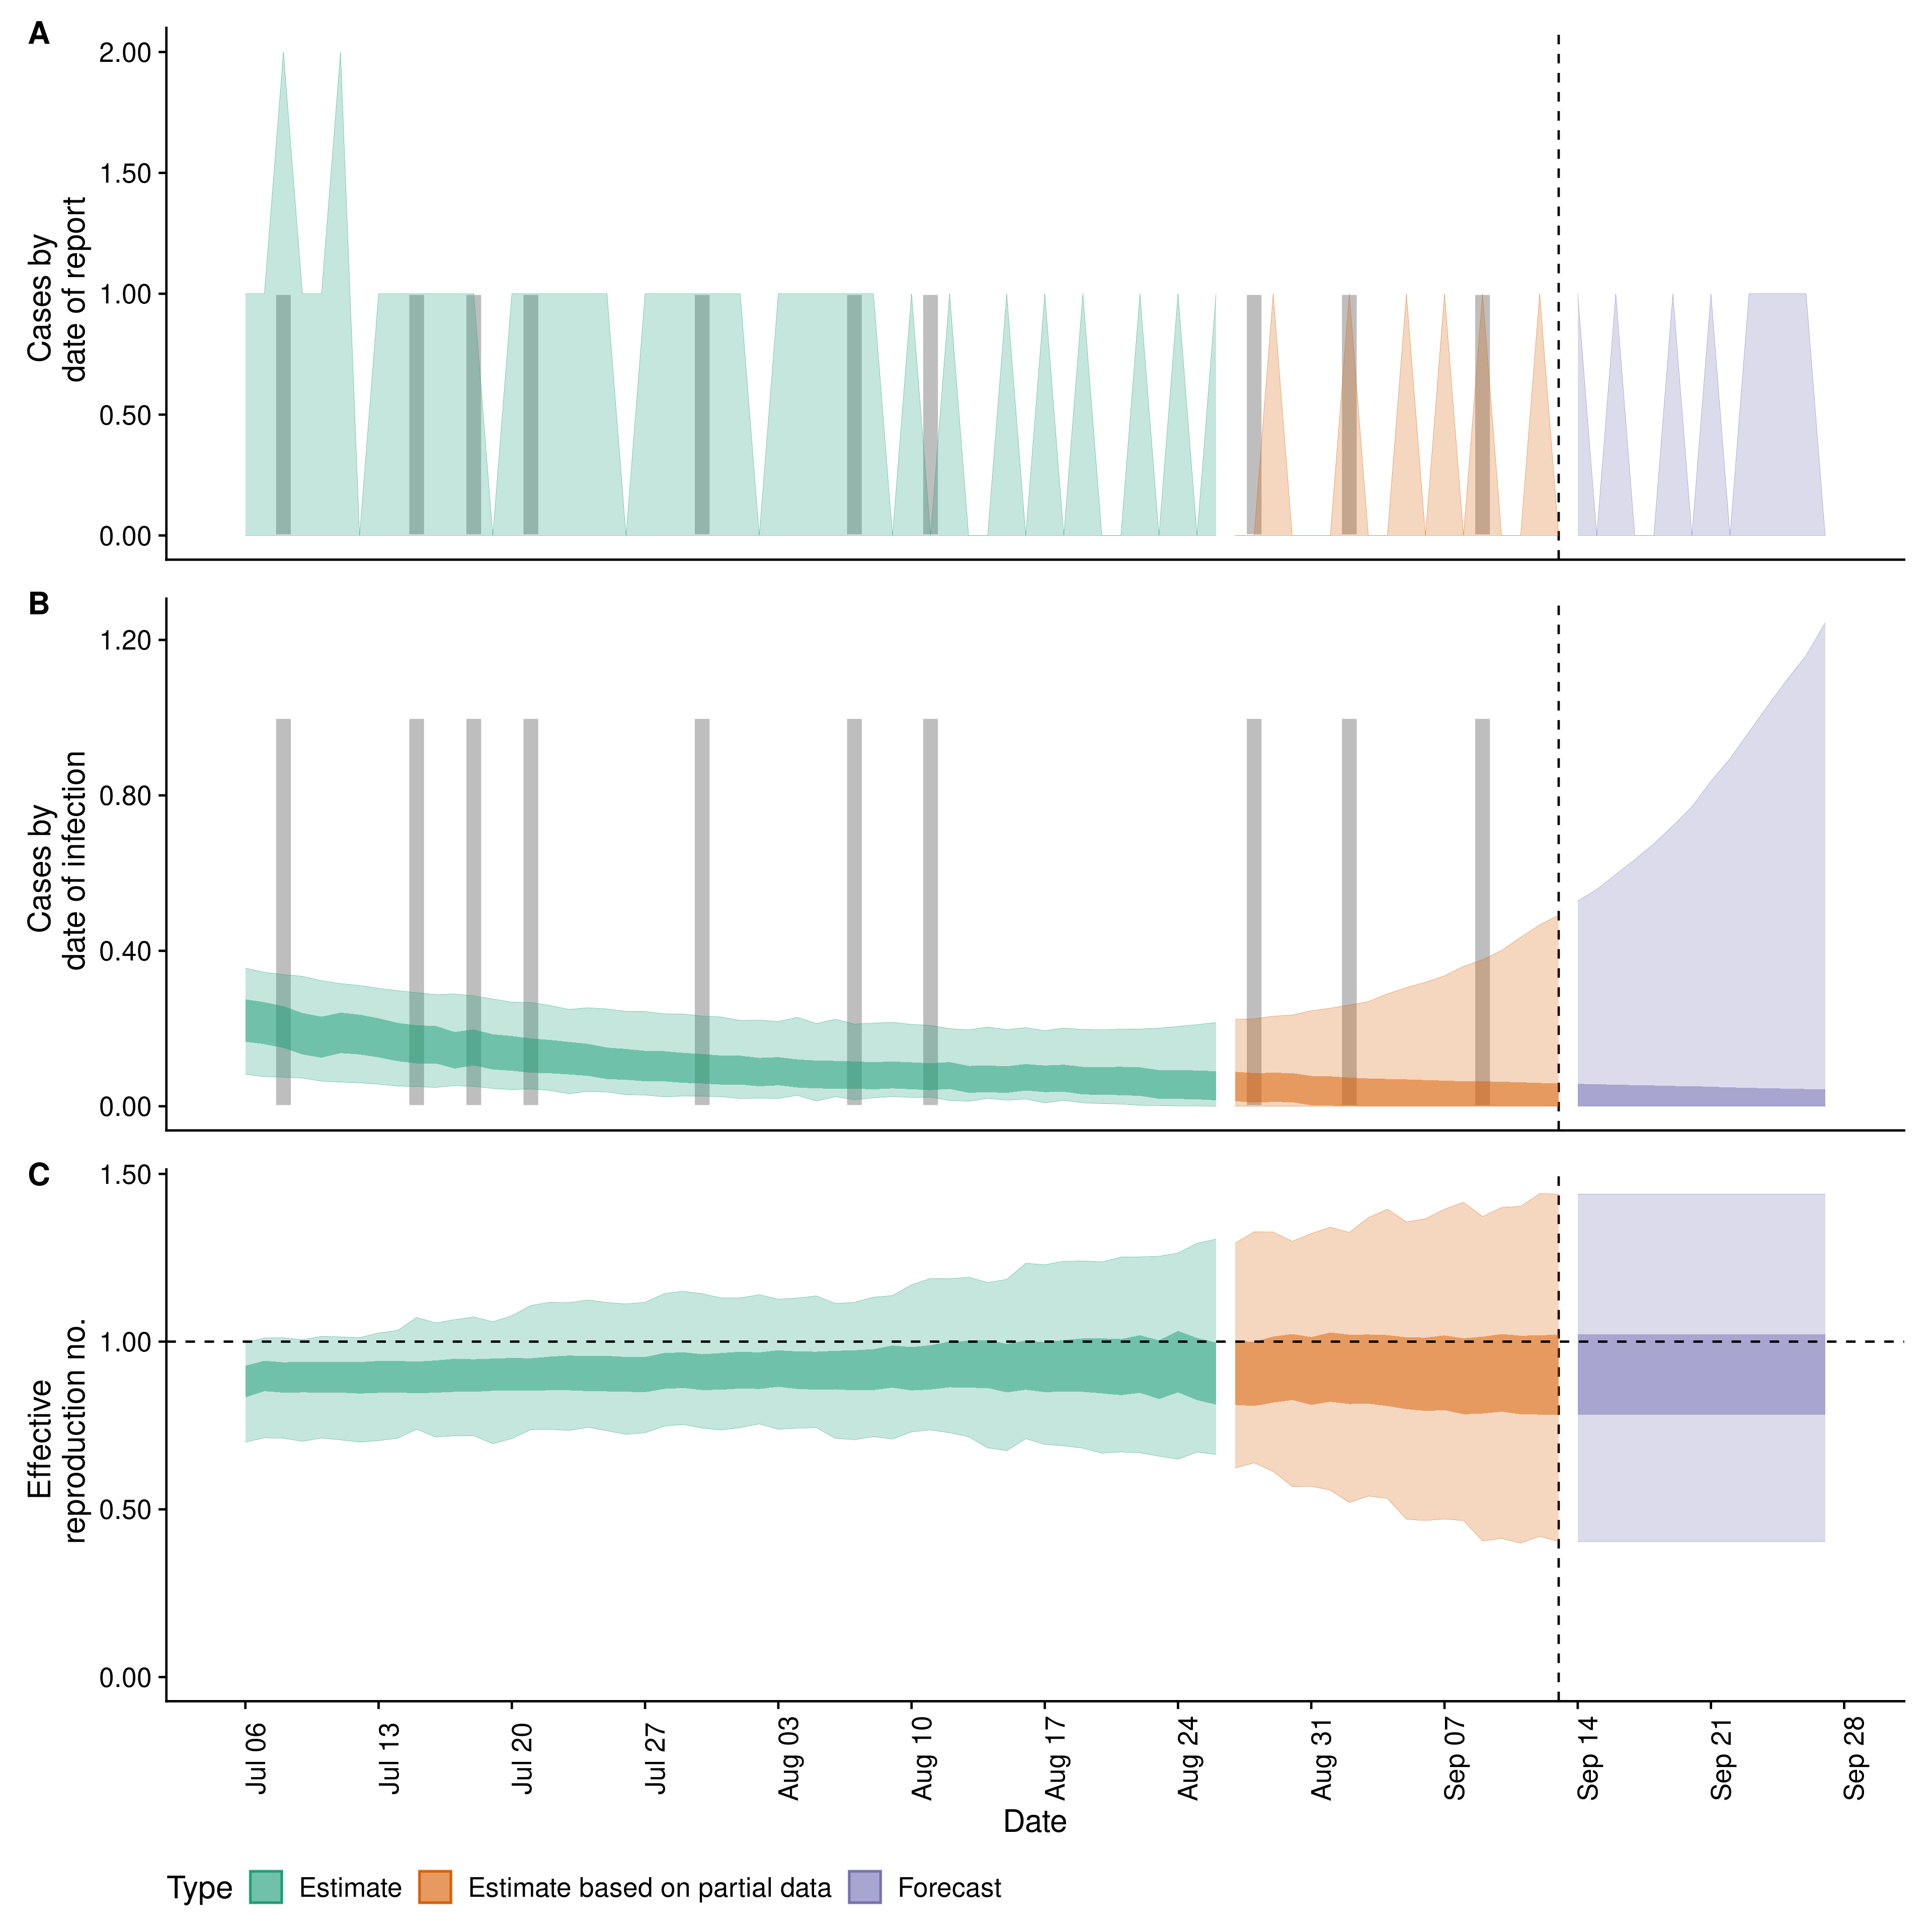 A
Cases by
date of report
2.00
1.50
1.00
0.50
0.00
B
Cases by
date of infection
1.20
0.80
0.40
0.00
C
Effective
reproduction no.
1.50
1.00
0.50
0.00
Jul 06
Jul 13
Jul 20
Jul 27
Aug 03
Aug 10
Aug 17
Aug 24
Aug 31
Sep 07
Sep 14
Sep 21
Sep 28
Date
Type Estimate Estimate based on partial data Forecast